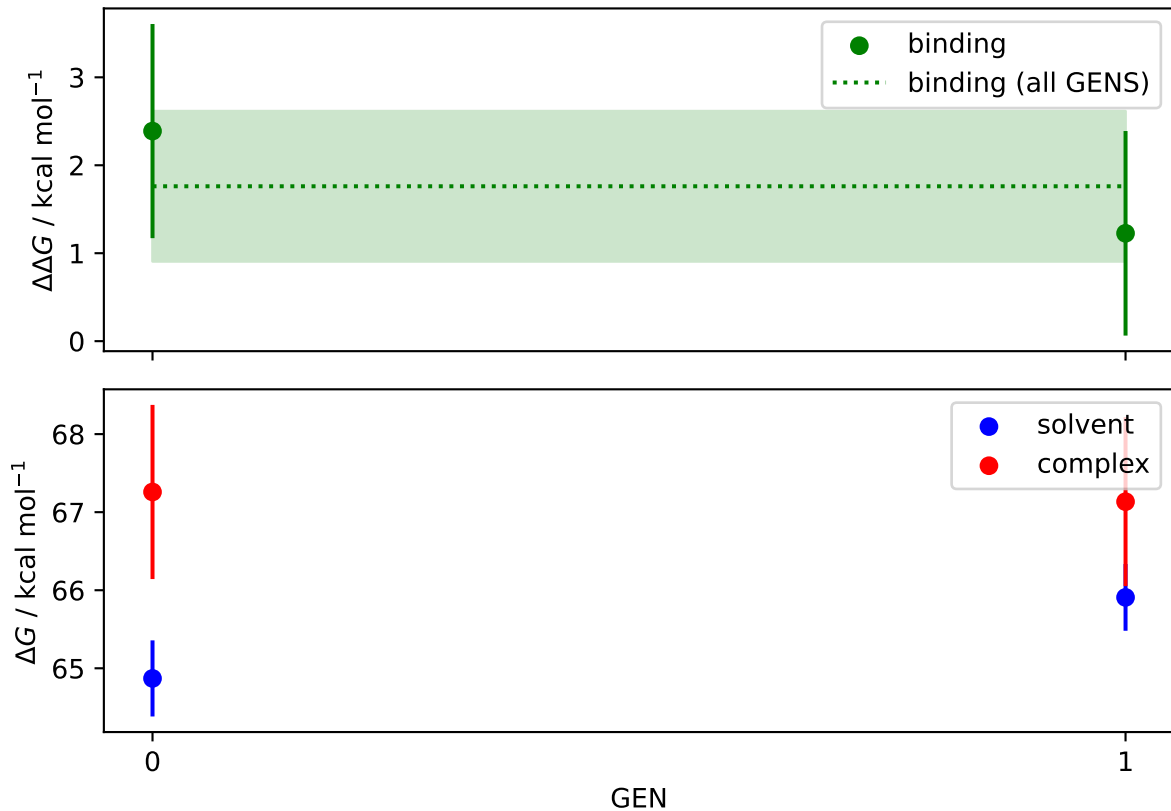 binding
binding (all GENS)
3
2
1
0
ΔΔG / kcal mol⁻¹
solvent
complex
68
67
66
65
ΔG / kcal mol⁻¹
0 1
GEN